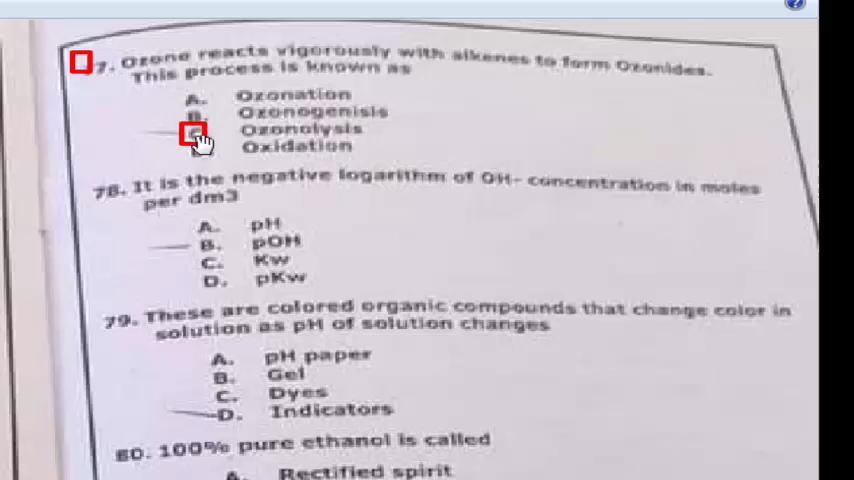 7. Ozone reacts vigorously with alkenes to form Ozonides.
This process is known as
A. Ozonation
B. Ozonogenisis
C Ozonolysis
Oxidation
78. It is the negative logarithm of OH- concentration in moles
per dm3
A. pH
B. pOH
C. Kw
D. pKw
79. These are colored organic compounds that change color in
solution as pH of solution changes
A. pH paper
B. Gel
C. Dyes
D. Indicators
80. 100% pure ethanol is called
A. Rectified spirit